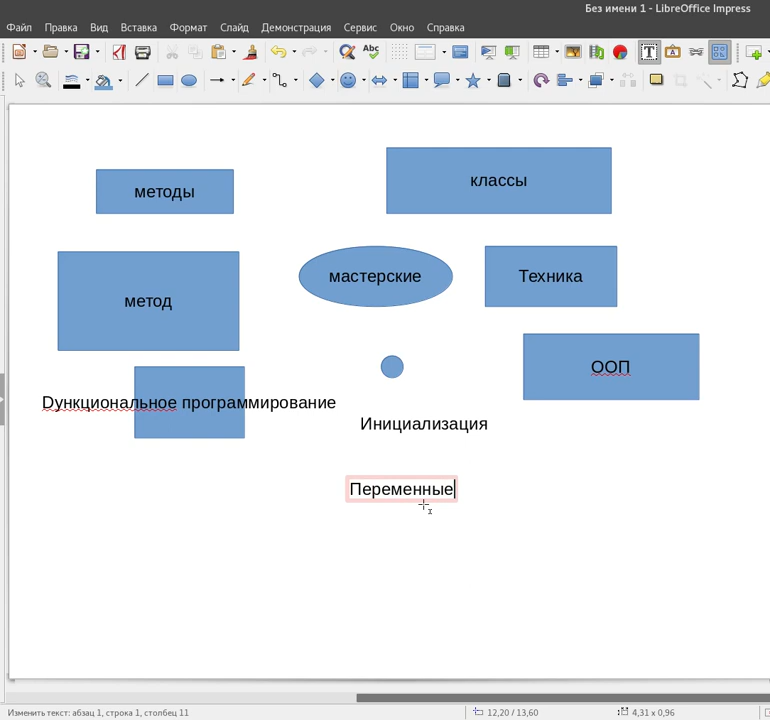 Без имени 1 - LibreOffice Impress
Файл Правка Вид Вставка Формат Слайд Демонстрация Сервис Окно Справка
методы
классы
метод
мастерские
Техника
ООП
Dункциональное программирование
Инициализация
Переменные
Изменить текст: абзац 1, строка 1, столбец 11
12,20 / 13,60
4,31 x 0,96